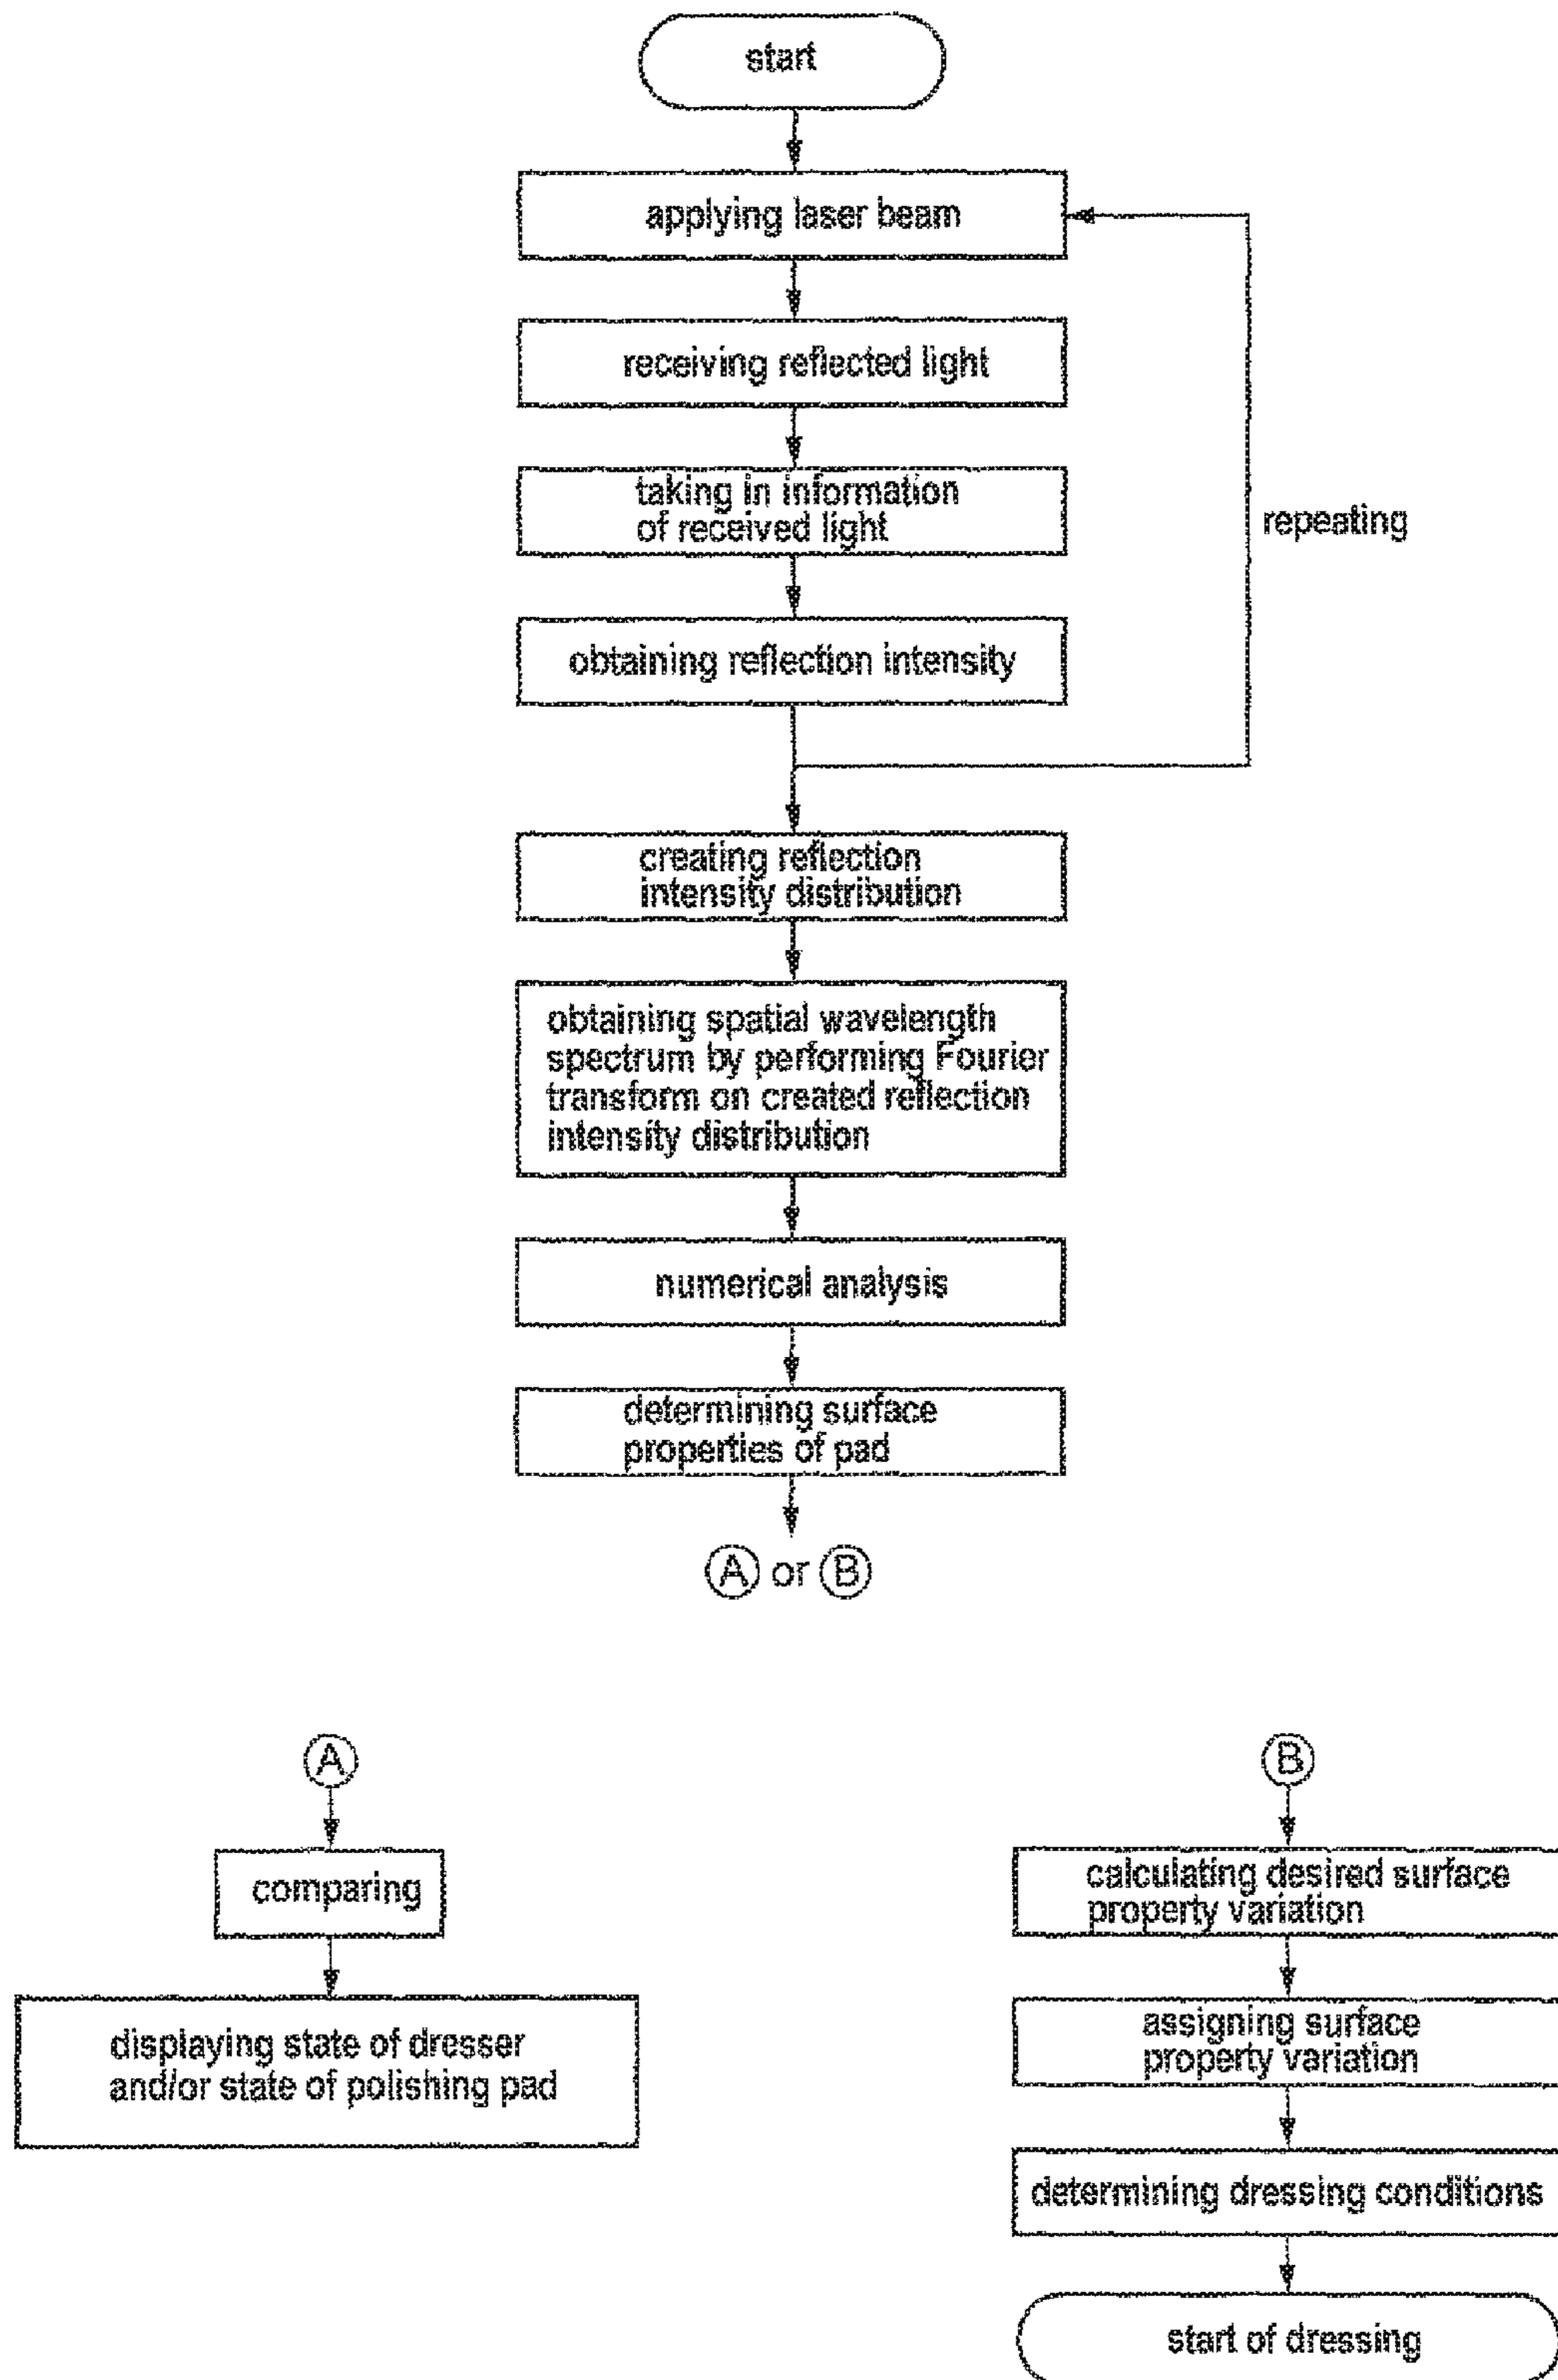 start
applying laser beam
receiving reflected light
taking in information
of received light
obtaining reflection intensity
repeating
creating reflection
intensity distribution
obtaining spatial wavelength
spectrum by performing Fourier
transform on created reflection
intensity distribution
numerical analysis
determining surface
properties of pad
A or B
A
comparing
displaying state of dresser
and/or state of polishing pad
B
calculating desired surface
property variation
assigning surface
property variation
determining dressing conditions
start of dressing